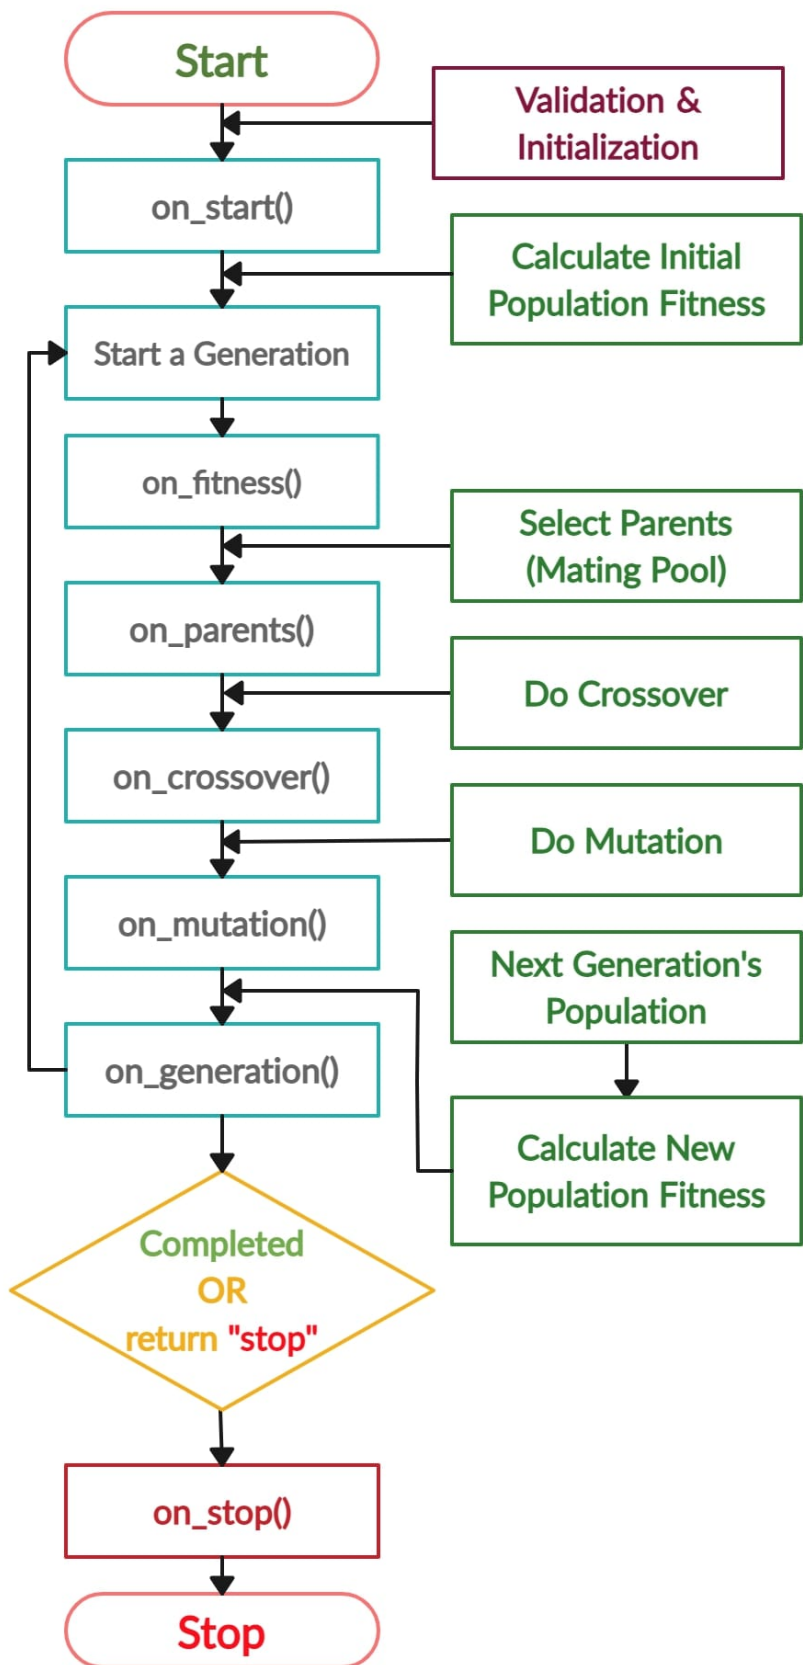 Start
Validation &
Initialization
on_start()
Calculate Initial
Population Fitness
Start a Generation
on_fitness()
Select Parents
(Mating Pool)
on_parents()
Do Crossover
on_crossover()
Do Mutation
on_mutation()
Next Generation's
Population
on_generation()
Calculate New
Population Fitness
Completed
OR
return "stop"
on_stop()
Stop